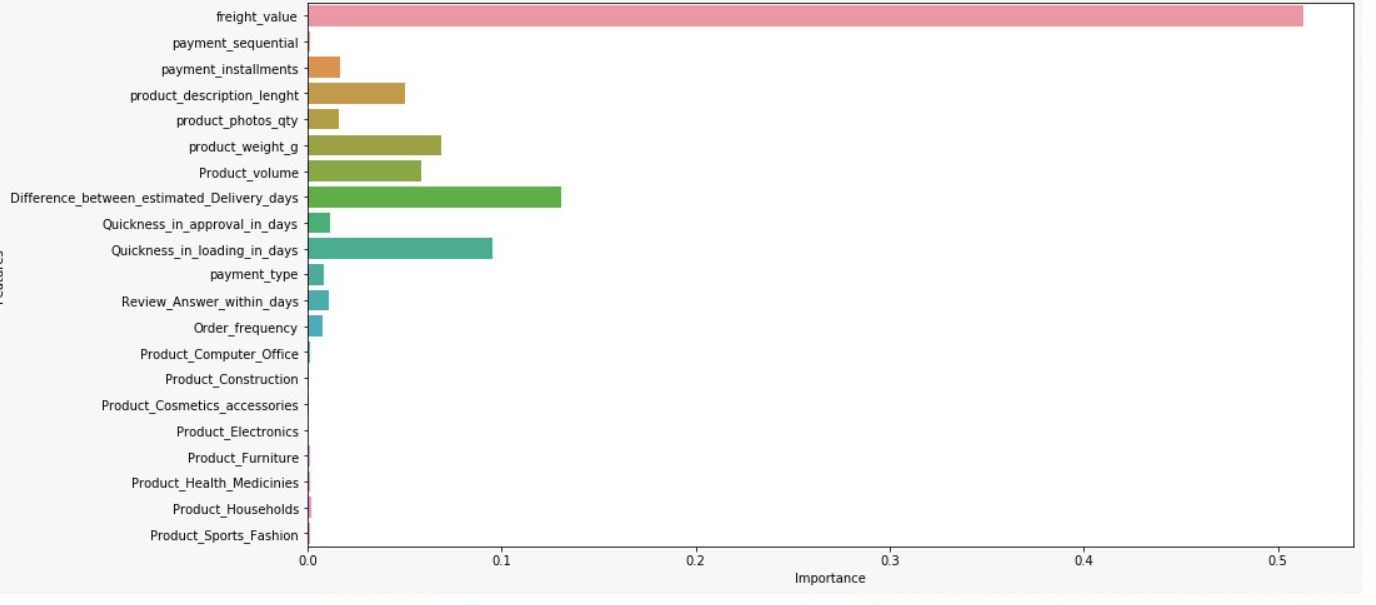 freight_value
payment_sequential
payment_installments
product_description_lenght
product_photos_qty
product_weight_g
Product_volume
Difference_between_estimated_Delivery_days
Quickness_in_approval_in_days
Quickness_in_loading_in_days
payment_type
Review_Answer_within_days
Order_frequency
Product_Computer_Office
Product_Construction
Product_Cosmetics_accessories
Product_Electronics
Product_Furniture
Product_Health_Medicinies
Product_Households
Product_Sports_Fashion
0.0 0.1 0.2 0.3 0.4 0.5
Importance